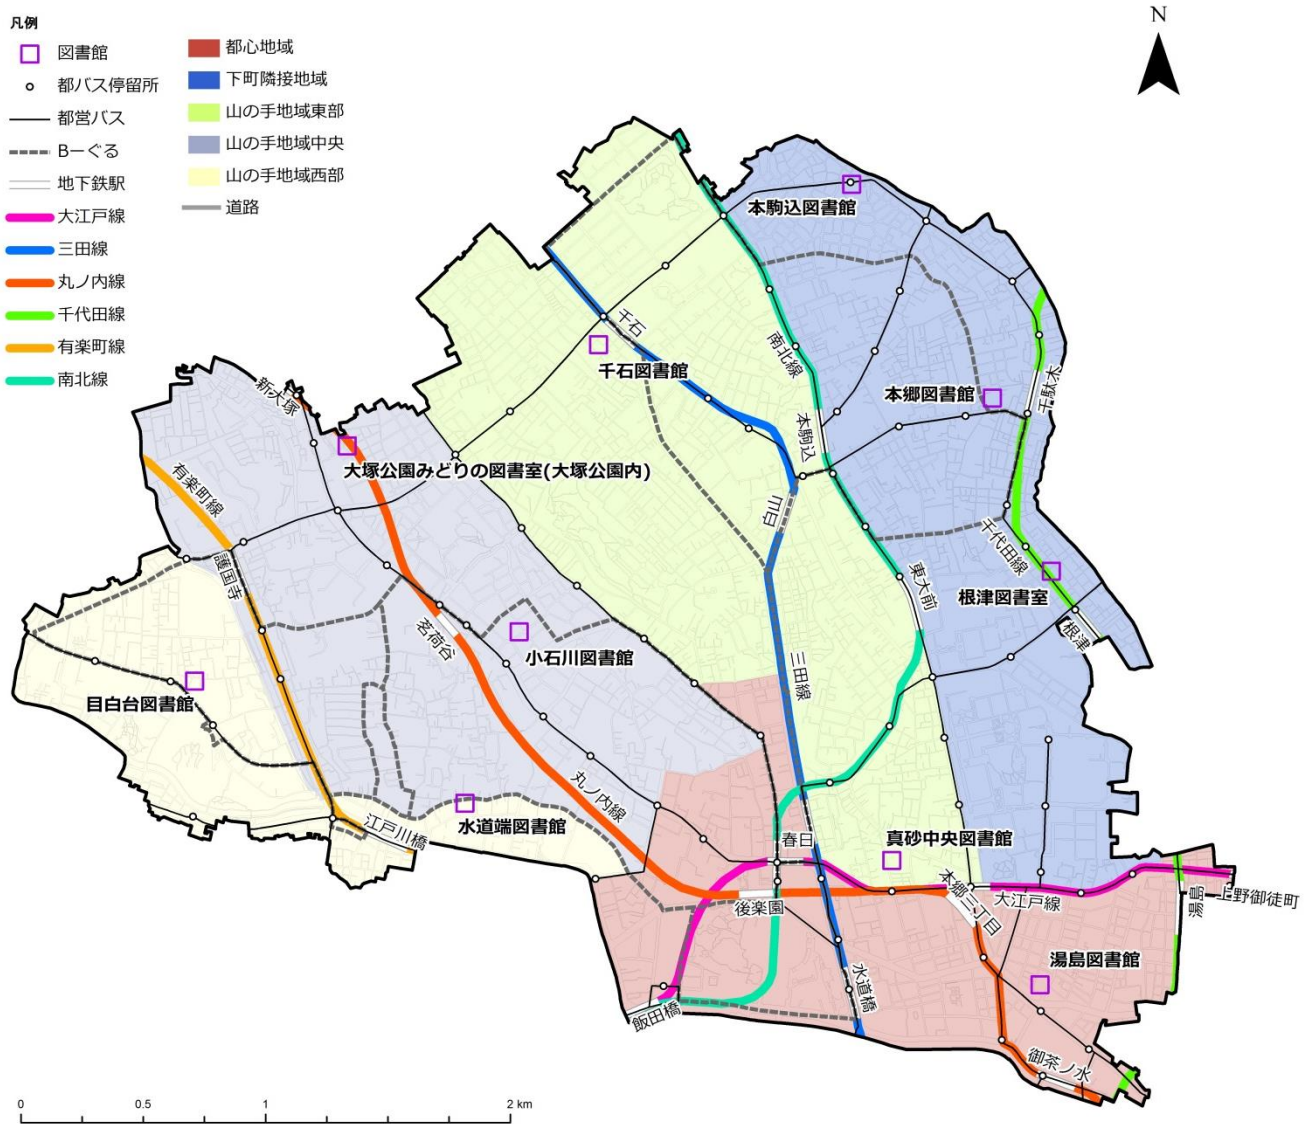 凡例
図書館
都バス停留所
都営バス
Bーぐる
地下鉄駅
大江戸線
三田線
丸ノ内線
千代田線
有楽町線
南北線
都心地域
下町隣接地域
山の手地域東部
山の手地域中央
山の手地域西部
道路
N
本駒込図書館
千石
南北線
千石図書館
本郷図書館
千駄木
本駒込
新大塚
大塚公園みどりの図書室(大塚公園内)
有楽町線
白山
千代田線
護国寺
東大前
根津図書室
根津
茗荷谷
小石川図書館
三田線
目白台図書館
丸ノ内線
水道端図書館
江戸川橋
春日
真砂中央図書館
本郷三丁目
大江戸線
湯島
上野御徒町
後楽園
湯島図書館
水道橋
飯田橋
御茶ノ水
0
0.5
1
2 km